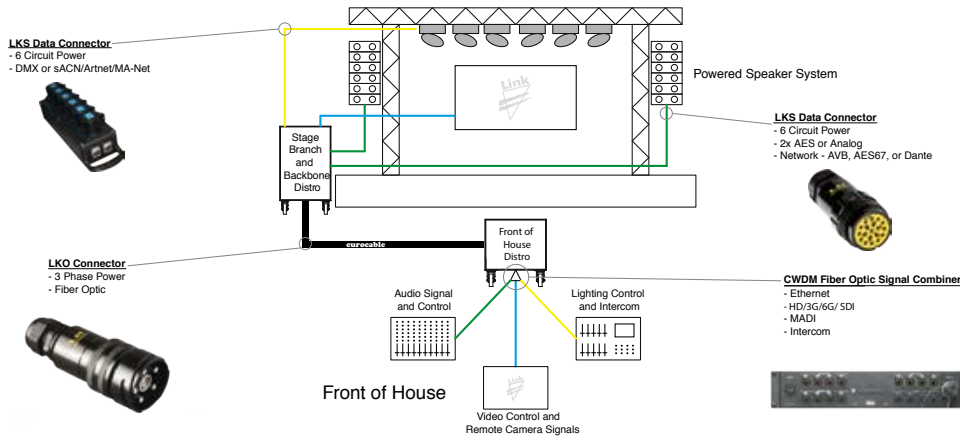 LKS Data Connector
- 6 Circuit Power
- DMX or sACN/Artnet/MA-Net
Link
Powered Speaker System
LKS Data Connector
- 6 Circuit Power
- 2x AES or Analog
- Network - AVB, AES67, or Dante
Stage
Branch
and
Backbone
Distro
eurocable
Front of
House
Distro
LKO Connector
- 3 Phase Power
- Fiber Optic
CWDM Fiber Optic Signal Combiner
- Ethernet
- HD/3G/6G/ SDI
- MADI
- Intercom
Audio Signal
and Control
Lighting Control
and Intercom
Front of House
Link
Video Control and
Remote Camera Signals